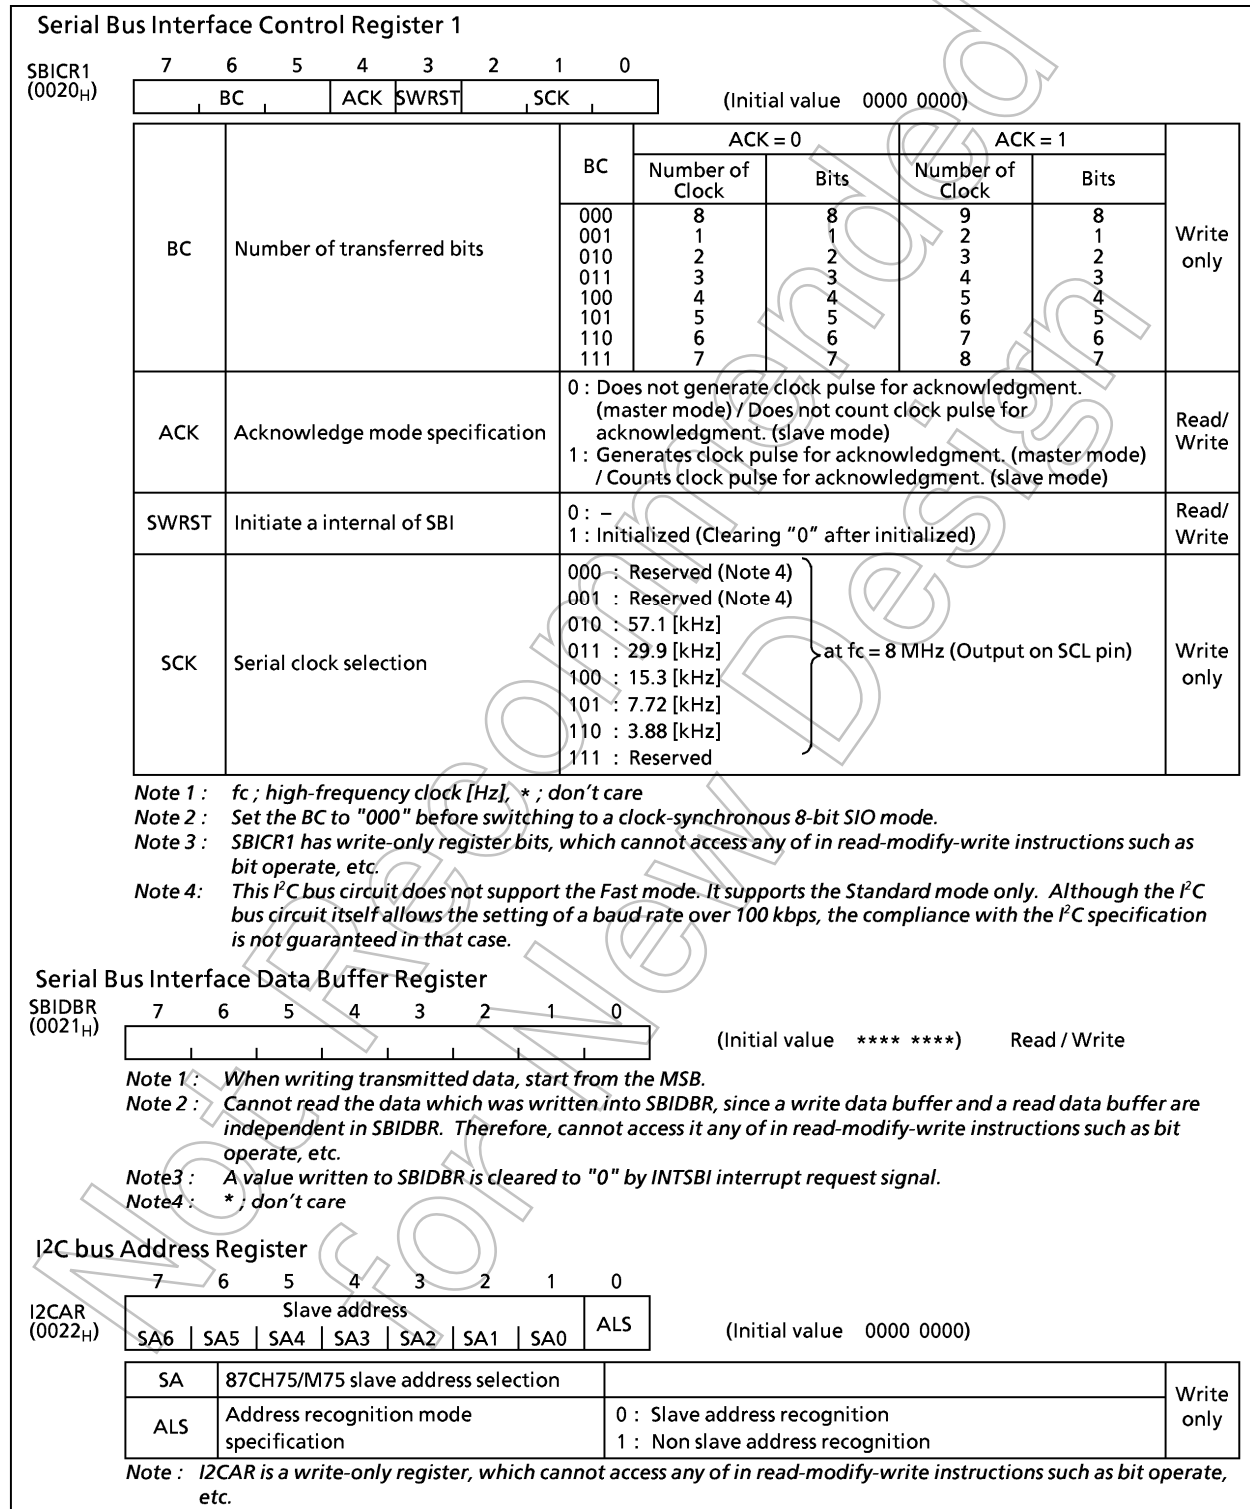 Serial Bus Interface Control Register 1
SBICR1 7 6 5 4 3 2 1 0
(0020H) BC ACK SWRST SCK (Initial value 0000 0000)
BC Number of transferred bits BC ACK = 0 ACK = 1 Write only
Number of Clock Bits Number of Clock Bits
000 8 8 9 8
001 1 1 2 1
010 2 2 3 2
011 3 3 4 3
100 4 4 5 4
101 5 5 6 5
110 6 6 7 6
111 7 7 8 7
ACK Acknowledge mode specification Read/ Write
0 : Does not generate clock pulse for acknowledgment.
(master mode) / Does not count clock pulse for
acknowledgment. (slave mode)
1 : Generates clock pulse for acknowledgment. (master mode)
/ Counts clock pulse for acknowledgment. (slave mode)
SWRST Initiate a internal of SBI Read/ Write
0 : –
1 : Initialized (Clearing "0" after initialized)
SCK Serial clock selection Write only
000 : Reserved (Note 4)
001 : Reserved (Note 4)
010 : 57.1 [kHz]
011 : 29.9 [kHz] at fc = 8 MHz (Output on SCL pin)
100 : 15.3 [kHz]
101 : 7.72 [kHz]
110 : 3.88 [kHz]
111 : Reserved
Note 1 : fc ; high-frequency clock [Hz], * ; don't care
Note 2 : Set the BC to "000" before switching to a clock-synchronous 8-bit SIO mode.
Note 3 : SBICR1 has write-only register bits, which cannot access any of in read-modify-write instructions such as
bit operate, etc.
Note 4: This I²C bus circuit does not support the Fast mode. It supports the Standard mode only. Although the I²C
bus circuit itself allows the setting of a baud rate over 100 kbps, the compliance with the I²C specification
is not guaranteed in that case.
Serial Bus Interface Data Buffer Register
SBIDBR 7 6 5 4 3 2 1 0
(0021H) (Initial value **** ****) Read / Write
Note 1 : When writing transmitted data, start from the MSB.
Note 2 : Cannot read the data which was written into SBIDBR, since a write data buffer and a read data buffer are
independent in SBIDBR. Therefore, cannot access it any of in read-modify-write instructions such as bit
operate, etc.
Note3 : A value written to SBIDBR is cleared to "0" by INTSBI interrupt request signal.
Note4 : * ; don't care
I²C bus Address Register
7 6 5 4 3 2 1 0
I2CAR Slave address ALS
(0022H) SA6 SA5 SA4 SA3 SA2 SA1 SA0 (Initial value 0000 0000)
SA 87CH75/M75 slave address selection Write only
ALS Address recognition mode specification
0 : Slave address recognition
1 : Non slave address recognition
Note : I2CAR is a write-only register, which cannot access any of in read-modify-write instructions such as bit operate,
etc.
Not Recommended
for New Design